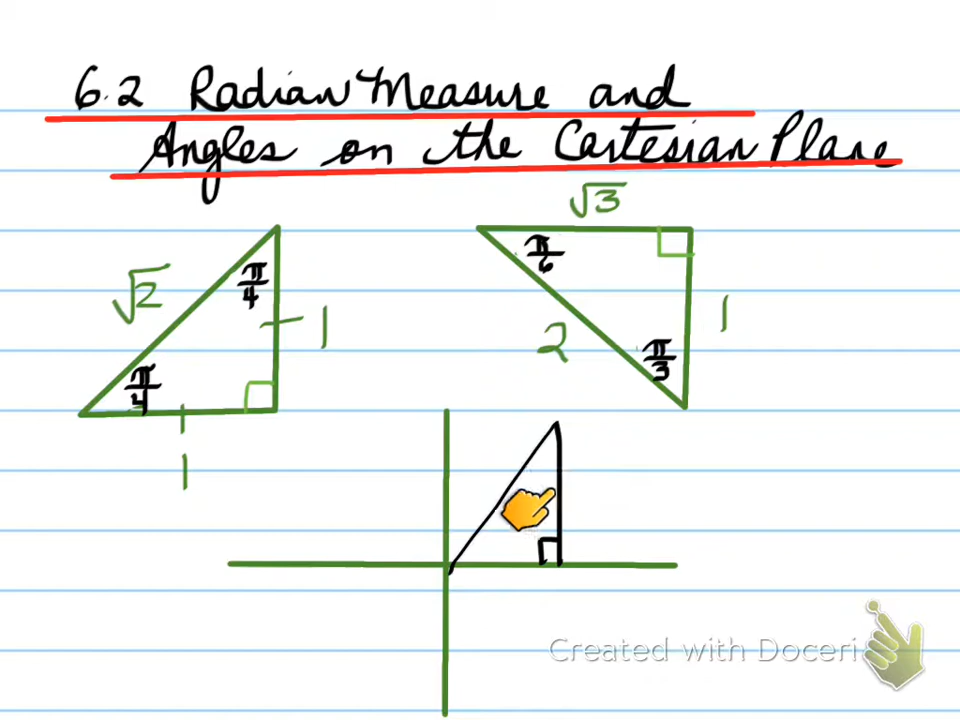 6.2 Radian Measure and
Angles on the Cartesian Plane
√3
π/6
√2
π/4
1
1
2
π/3
π/4
1
Created with Doceri